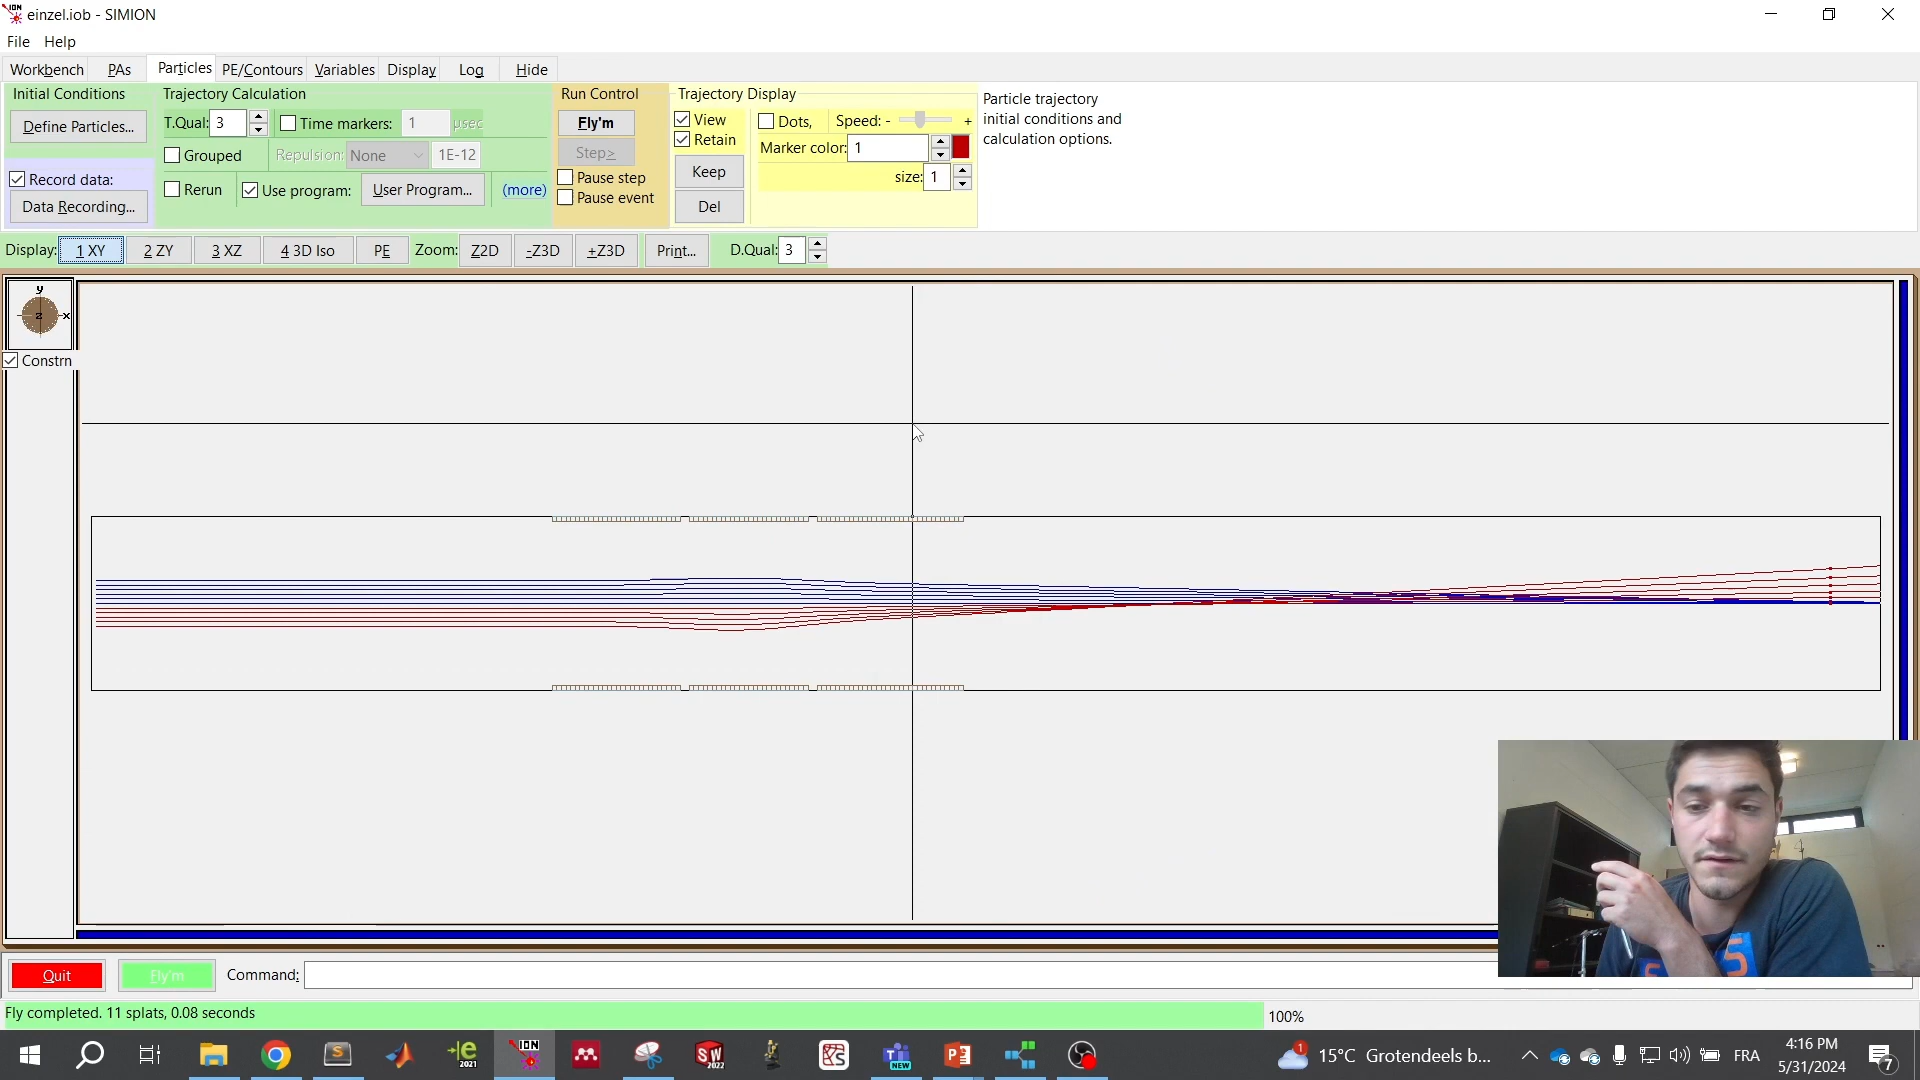 einzel.iob - SIMION
File Help
Workbench PAs Particles PE/Contours Variables Display Log Hide
Initial Conditions Trajectory Calculation Run Control Trajectory Display
Define Particles... T.Qual: 3 Time markers: 1 µsec Fly'm View Dots, Speed: - +
Particle trajectory
initial conditions and
calculation options.
Retain Marker color: 1
Grouped Repulsion: None 1E-12 Step> Keep size: 1
Record data: Rerun Use program: User Program... (more) Pause step
Data Recording... Pause event Del
Display: 1 XY 2 ZY 3 XZ 4 3D Iso PE Zoom: Z2D -Z3D +Z3D Print... D.Qual: 3
y
z x
Constrn
Quit Fly'm Command:
Fly completed. 11 splats, 0.08 seconds 100%
15°C Grotendeels b... FRA 4:16 PM
5/31/2024